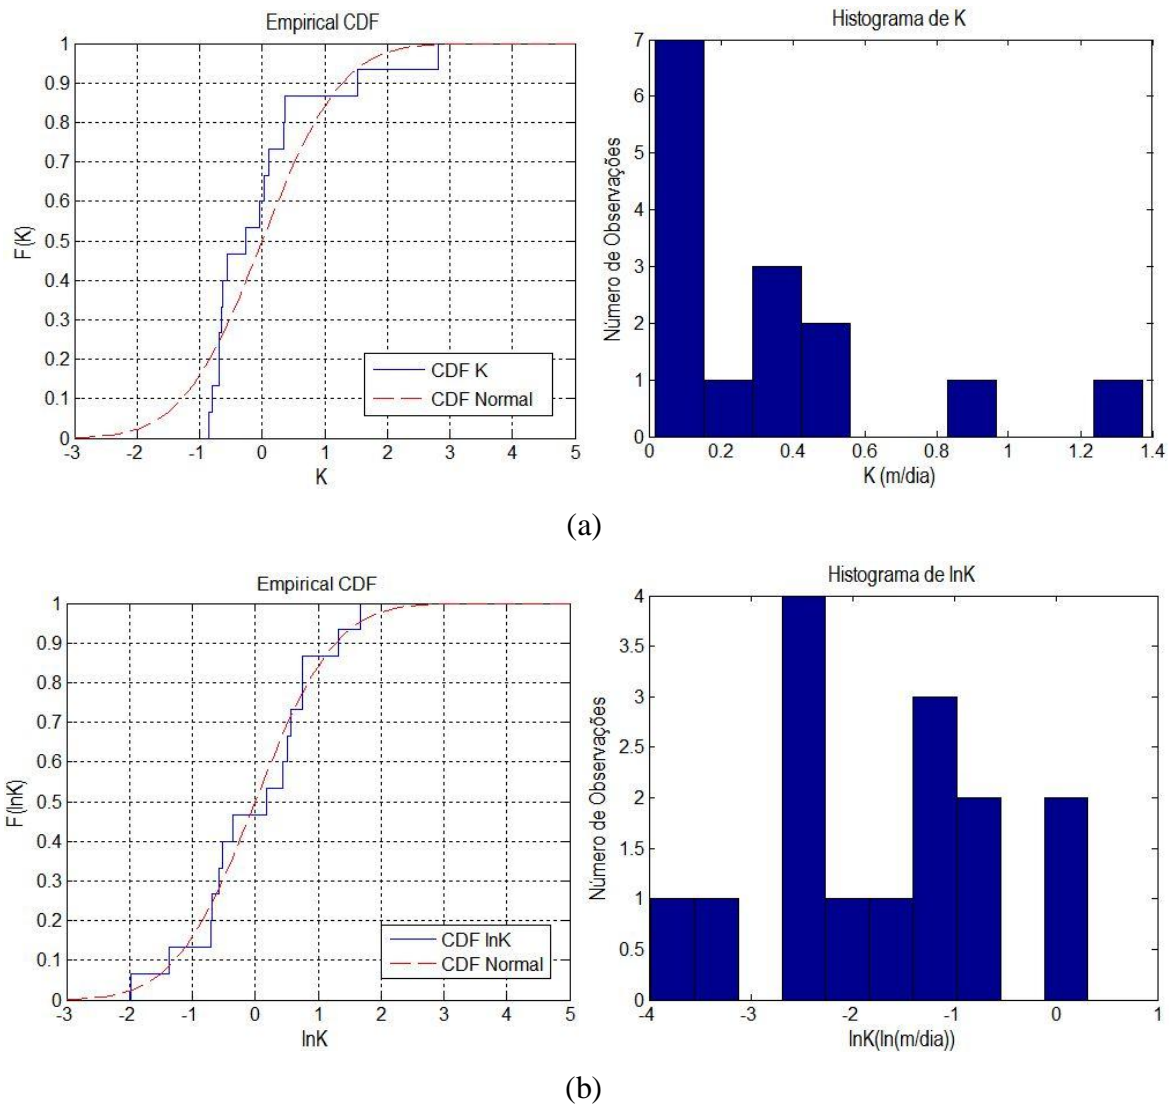 Empirical CDF
1
0.9
0.8
0.7
0.6
0.5
0.4
0.3
0.2
0.1
0
F(K)
CDF K
CDF Normal
-3 -2 -1 0 1 2 3 4 5
K
Histograma de K
7
6
5
4
3
2
1
0
Número de Observações
0 0.2 0.4 0.6 0.8 1 1.2 1.4
K (m/dia)
(a)
Empirical CDF
1
0.9
0.8
0.7
0.6
0.5
0.4
0.3
0.2
0.1
0
F(lnK)
CDF lnK
CDF Normal
-3 -2 -1 0 1 2 3 4 5
lnK
Histograma de lnK
4
3.5
3
2.5
2
1.5
1
0.5
0
Número de Observações
-4 -3 -2 -1 0 1
lnK(ln(m/dia))
(b)